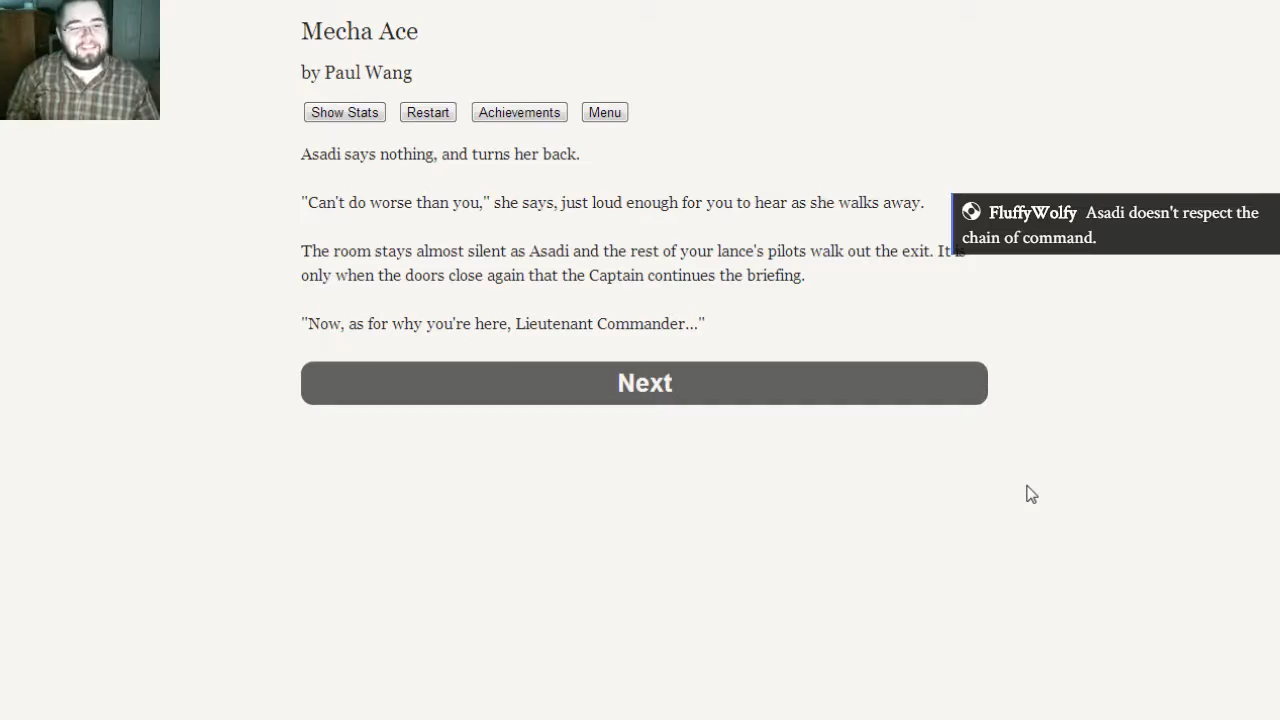 Mecha Ace
by Paul Wang
Show Stats Restart Achievements Menu
Asadi says nothing, and turns her back.
"Can't do worse than you," she says, just loud enough for you to hear as she walks away.
FluffyWolfy Asadi doesn't respect the
chain of command.
The room stays almost silent as Asadi and the rest of your lance's pilots walk out the exit. It is
only when the doors close again that the Captain continues the briefing.
"Now, as for why you're here, Lieutenant Commander..."
Next